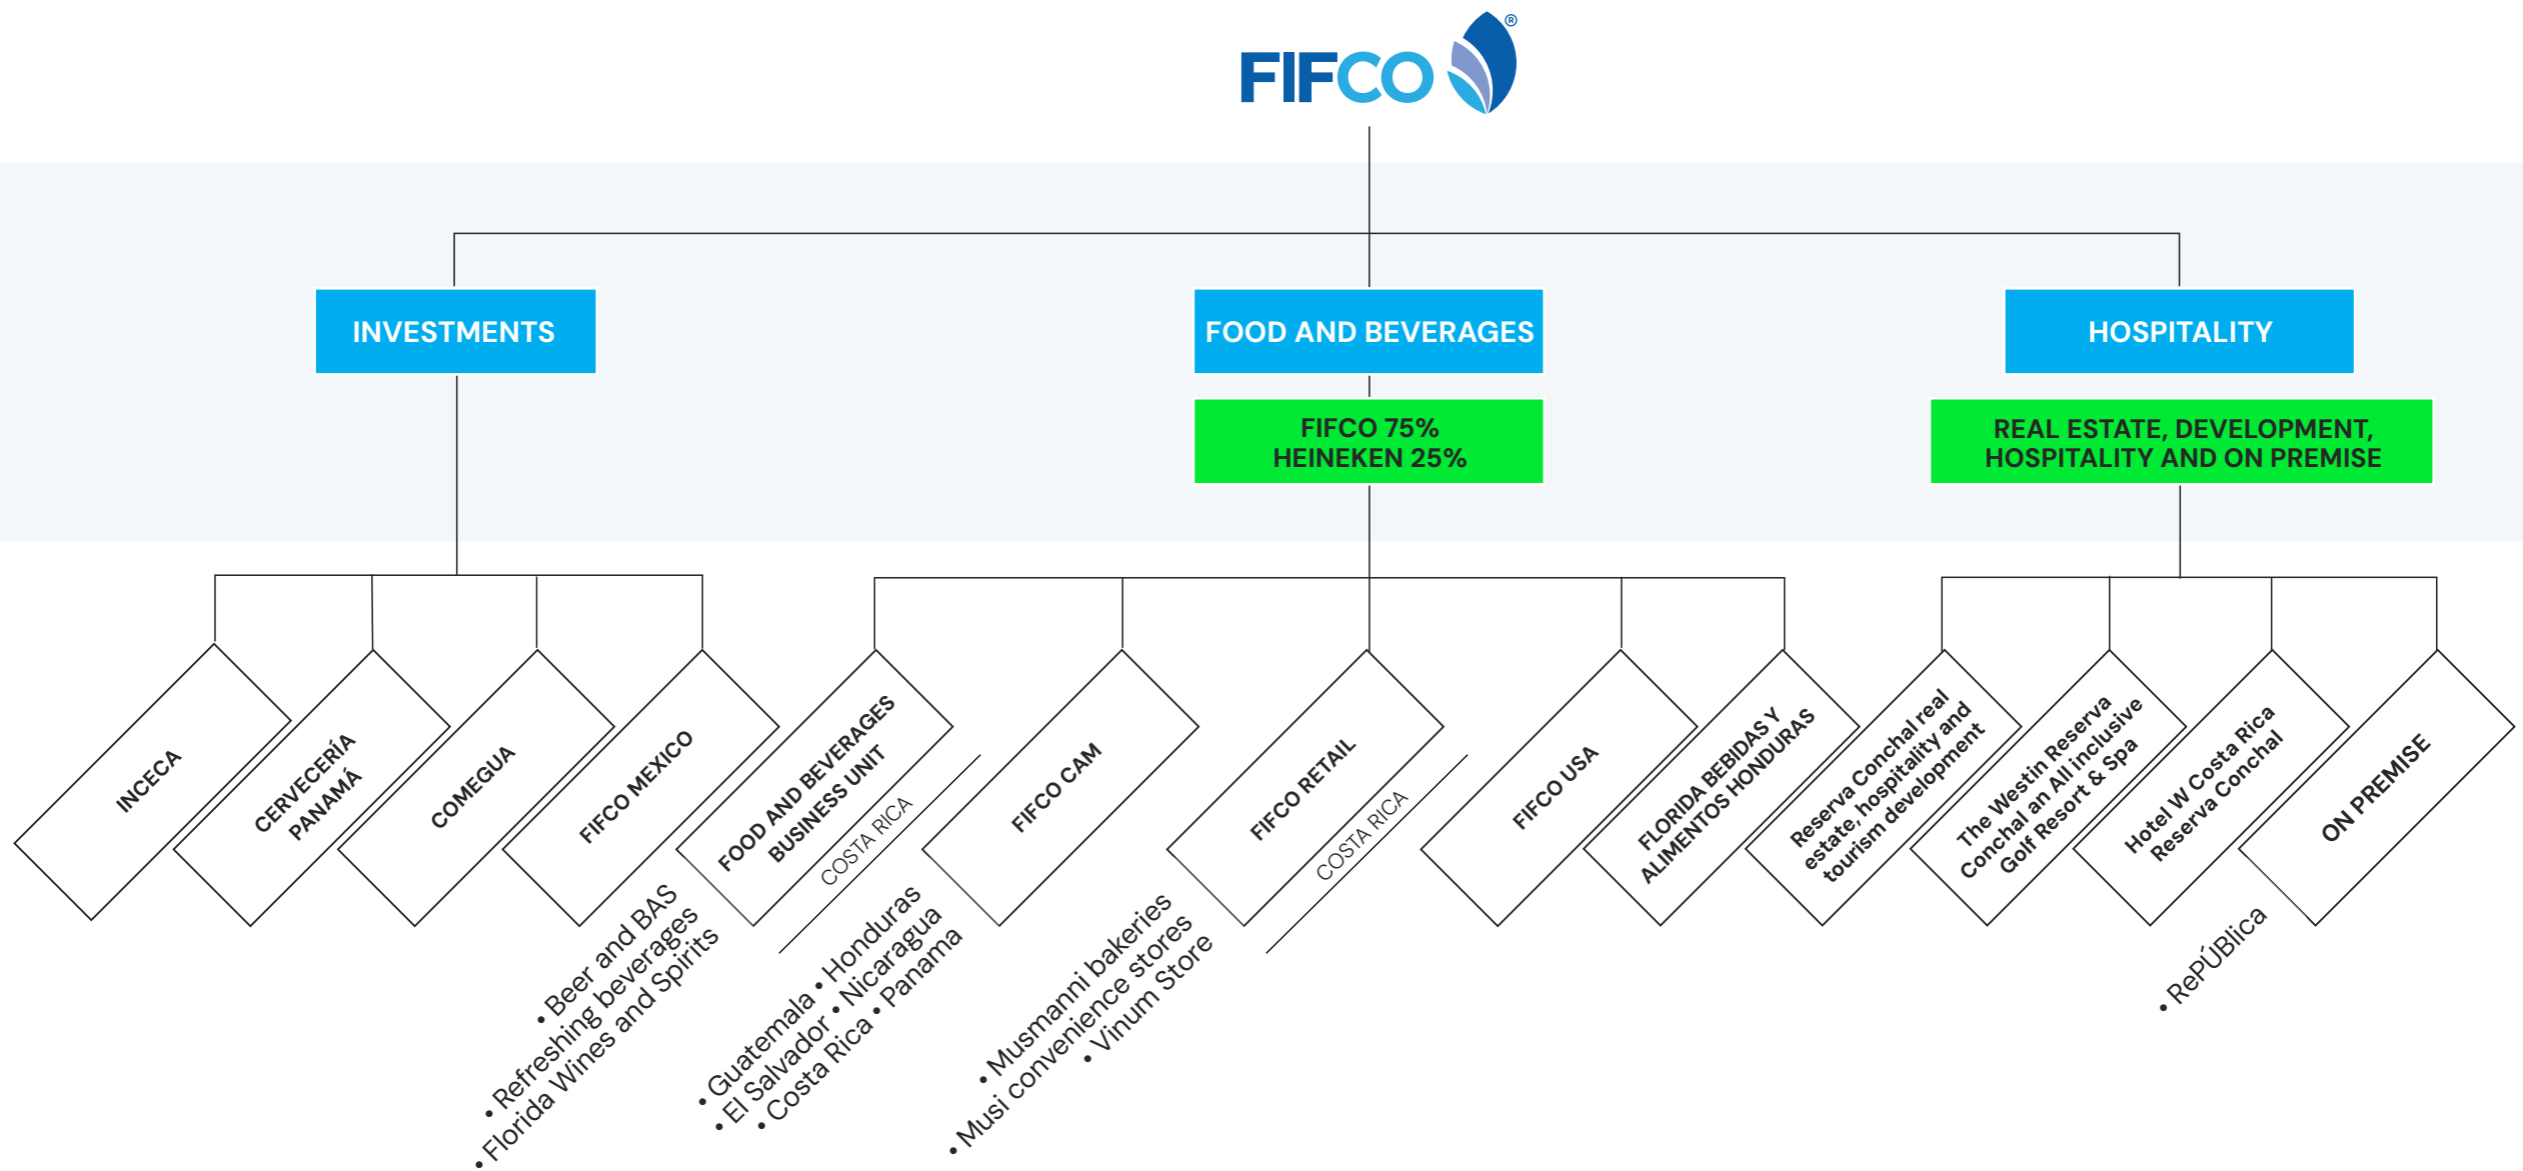 FIFCO ®
INVESTMENTS
FOOD AND BEVERAGES
HOSPITALITY
FIFCO 75%
HEINEKEN 25%
REAL ESTATE, DEVELOPMENT,
HOSPITALITY AND ON PREMISE
INCECA
CERVECERÍA
PANAMÁ
COMEGUA
FIFCO MEXICO
FOOD AND BEVERAGES
BUSINESS UNIT
COSTA RICA
• Beer and BAS
• Refreshing beverages
• Florida Wines and Spirits
FIFCO CAM
• Guatemala • Honduras
• El Salvador • Nicaragua
• Costa Rica • Panama
FIFCO RETAIL
COSTA RICA
• Musmanni bakeries
• Musi convenience stores
• Vinum Store
FIFCO USA
FLORIDA BEBIDAS Y
ALIMENTOS HONDURAS
Reserva Conchal real
estate, hospitality and
tourism development
The Westin Reserva
Conchal an All inclusive
Golf Resort & Spa
Hotel W Costa Rica
Reserva Conchal
ON PREMISE
• RePÚBlica